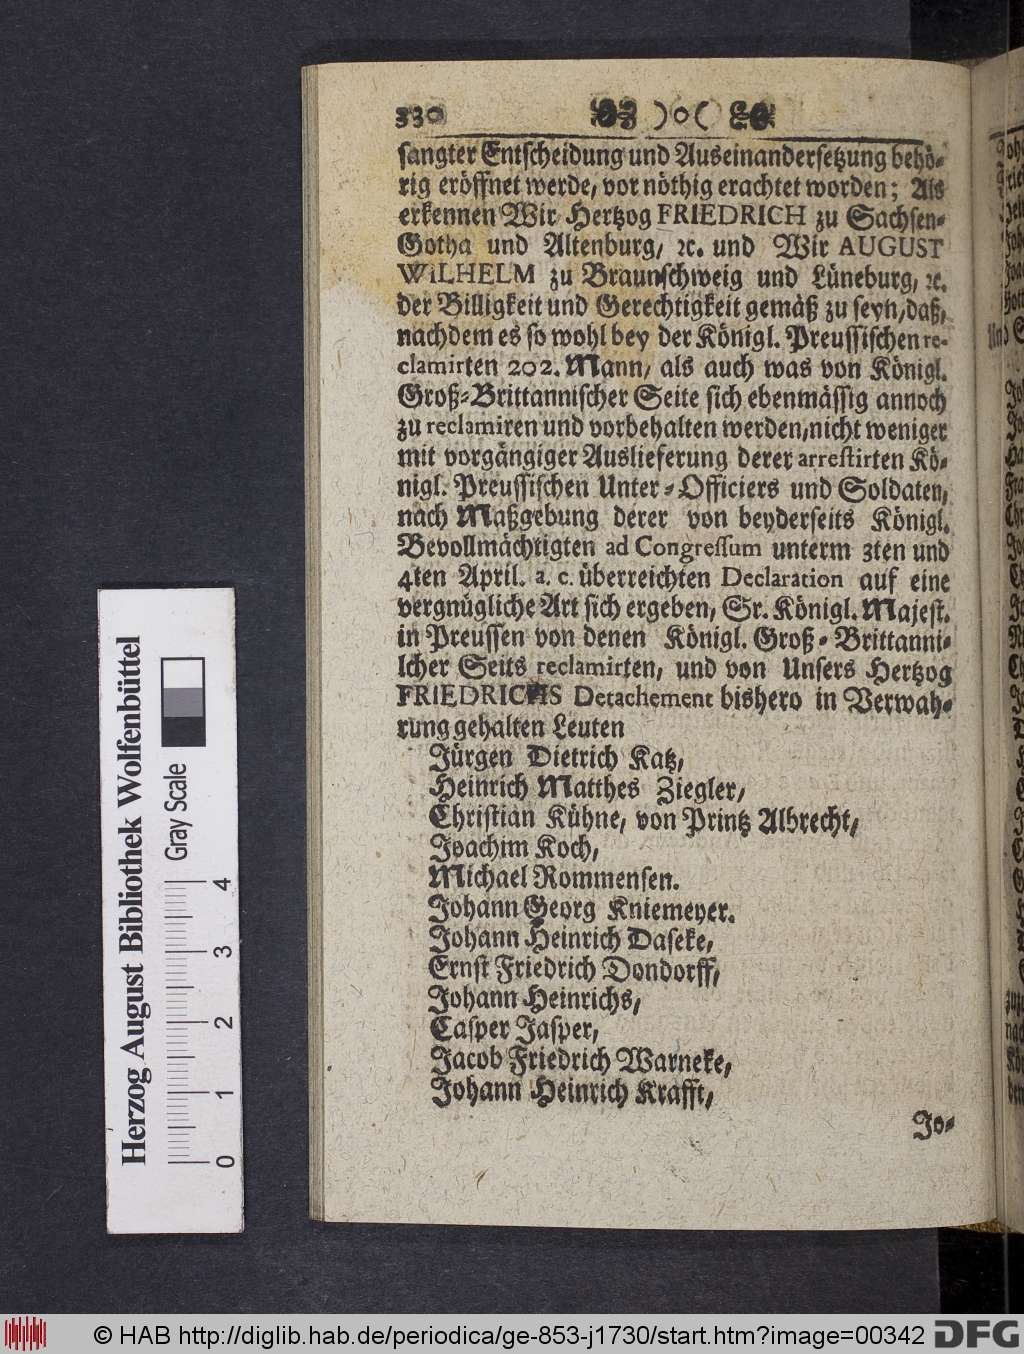 330 )o(
sangter Entscheidung und Auseinandersetzung behö-
rig eröffnet werde, vor nöthig erachtet worden; Als
erkennen Wir Hertzog FRIEDRICH zu Sachsen-
Gotha und Altenburg, ꝛc. und Wir AUGUST
WILHELM zu Braunschweig und Lüneburg, ꝛc.
der Billigkeit und Gerechtigkeit gemäß zu seyn, daß,
nachdem es so wohl bey der Königl. Preussischen re-
clamirten 202. Mann, als auch was von Königl.
Groß-Brittannischer Seite sich ebenmässig annoch
zu reclamiren und vorbehalten werden, nicht weniger
mit vorgängiger Auslieferung derer arrestirten Kö-
nigl. Preussischen Unter-Officiers und Soldaten,
nach Maßgebung derer von beyderseits Königl.
Bevollmächtigten ad Congressum unterm 3ten und
4ten April. a. c. überreichten Declaration auf eine
vergnügliche Art sich ergeben, Sr. Königl. Majest.
in Preussen von denen Königl. Groß-Brittanni-
scher Seits reclamirten, und von Unsers Hertzog
FRIEDRICHS Detachement bishero in Verwah-
rung gehalten Leuten
Jürgen Dietrich Katz,
Heinrich Matthes Ziegler,
Christian Kühne, von Printz Albrecht,
Joachim Koch,
Michael Rommensen.
Johann Georg Kniemeyer.
Johann Heinrich Daseke,
Ernst Friedrich Dondorff,
Johann Heinrichs,
Casper Jasper,
Jacob Friedrich Warneke,
Johann Heinrich Krafft,
Jo-
Herzog August Bibliothek Wolfenbüttel
Gray Scale
0 1 2 3 4
© HAB http://diglib.hab.de/periodica/ge-853-j1730/start.htm?image=00342 DFG